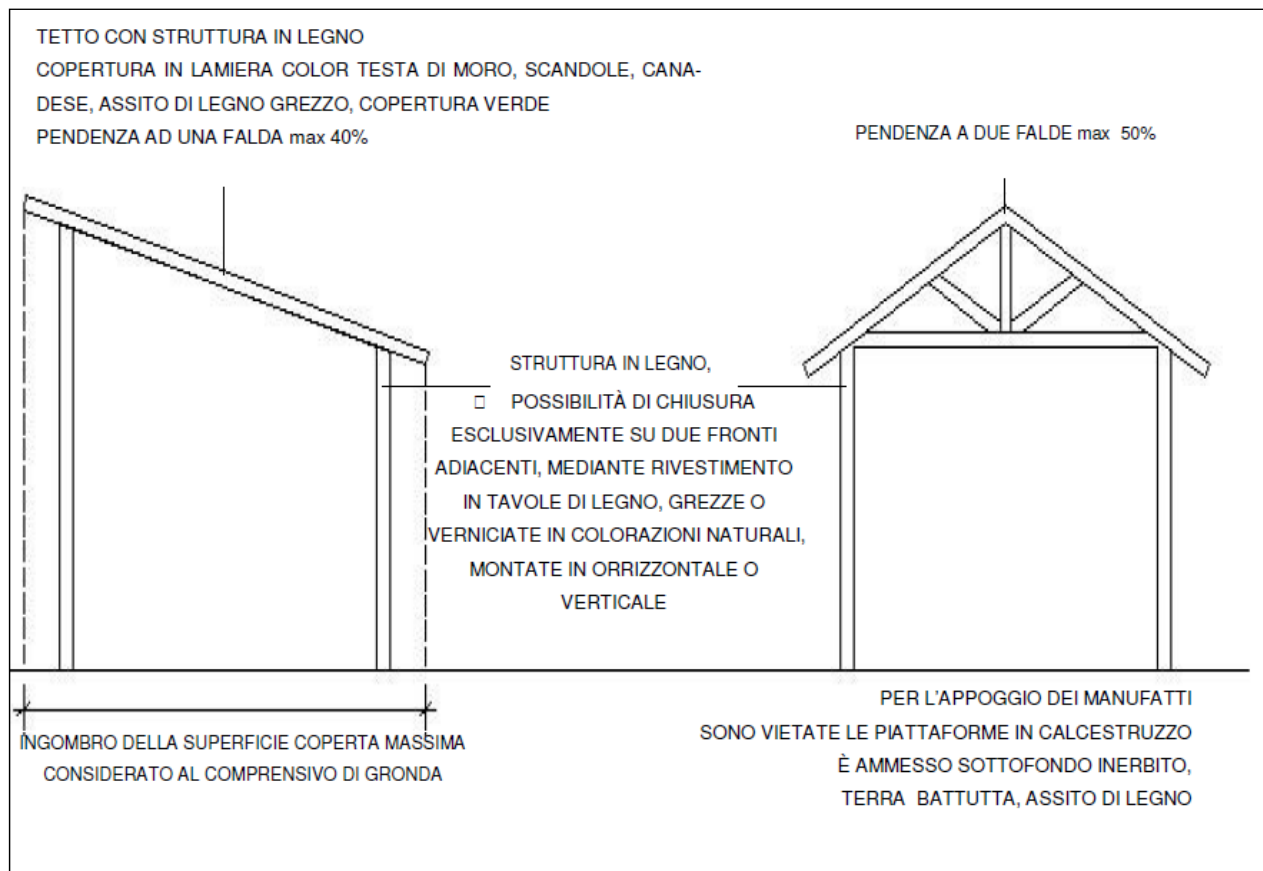 TETTO CON STRUTTURA IN LEGNO
COPERTURA IN LAMIERA COLOR TESTA DI MORO, SCANDOLE, CANA-
DESE, ASSITO DI LEGNO GREZZO, COPERTURA VERDE
PENDENZA AD UNA FALDA max 40%
PENDENZA A DUE FALDE max 50%
STRUTTURA IN LEGNO,
□ POSSIBILITÀ DI CHIUSURA
ESCLUSIVAMENTE SU DUE FRONTI
ADIACENTI, MEDIANTE RIVESTIMENTO
IN TAVOLE DI LEGNO, GREZZE O
VERNICIATE IN COLORAZIONI NATURALI,
MONTATE IN ORRIZZONTALE O
VERTICALE
INGOMBRO DELLA SUPERFICIE COPERTA MASSIMA
CONSIDERATO AL COMPRENSIVO DI GRONDA
PER L'APPOGGIO DEI MANUFATTI
SONO VIETATE LE PIATTAFORME IN CALCESTRUZZO
È AMMESSO SOTTOFONDO INERBITO,
TERRA BATTUTTA, ASSITO DI LEGNO